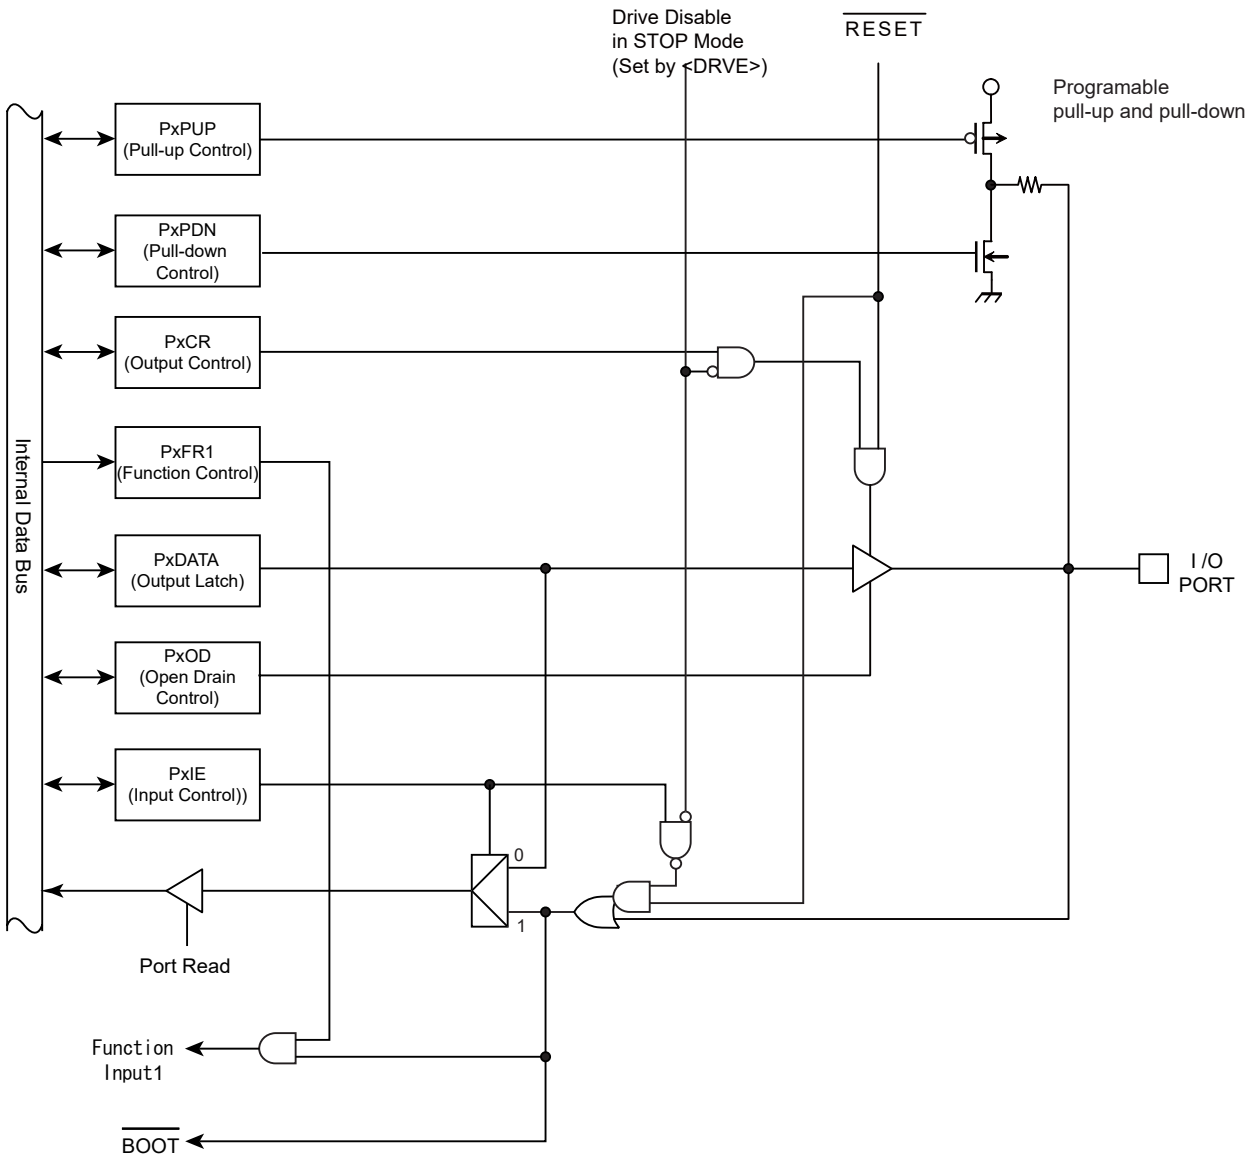 Drive Disable
in STOP Mode
(Set by <DRVE>)
RESET
Programable
pull-up and pull-down
PxPUP
(Pull-up Control)
PxPDN
(Pull-down
Control)
PxCR
(Output Control)
PxFR1
(Function Control)
Internal Data Bus
PxDATA
(Output Latch)
I /O
PORT
PxOD
(Open Drain
Control)
PxIE
(Input Control))
0
1
Port Read
Function
Input1
BOOT